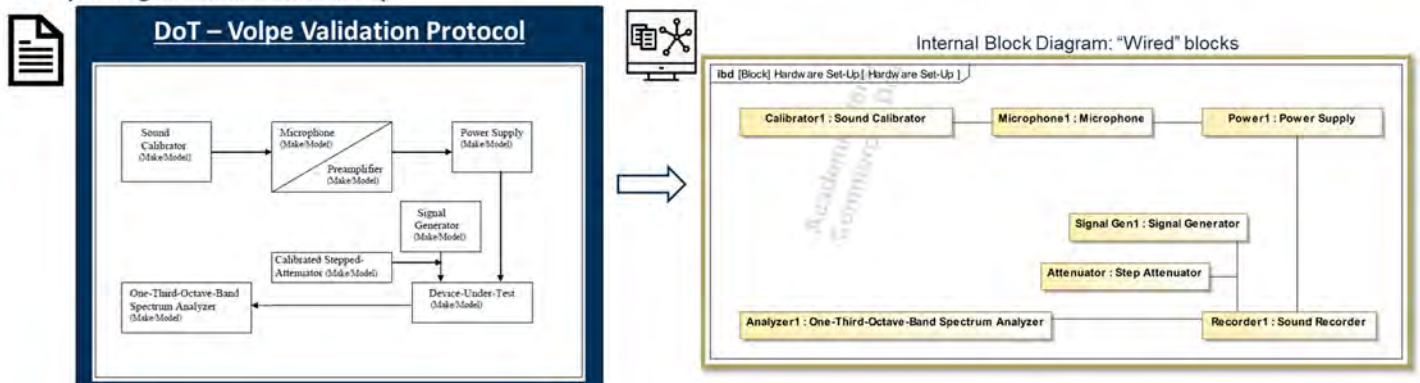 DoT – Volpe Validation Protocol
Sound
Calibrator
(Make/Model)
Microphone
(Make/Model)
Preamplifier
(Make/Model)
Power Supply
(Make/Model)
Signal
Generator
(Make/Model)
Calibrated Stepped-
Attenuator (Make/Model)
One-Third-Octave-Band
Spectrum Analyzer
(Make/Model)
Device-Under-Test
(Make/Model)
Internal Block Diagram: “Wired” blocks
ibd [Block] Hardware Set-Up[ Hardware Set-Up ]
Calibrator1 : Sound Calibrator
Microphone1 : Microphone
Power1 : Power Supply
Signal Gen1 : Signal Generator
Attenuator : Step Attenuator
Analyzer1 : One-Third-Octave-Band Spectrum Analyzer
Recorder1 : Sound Recorder